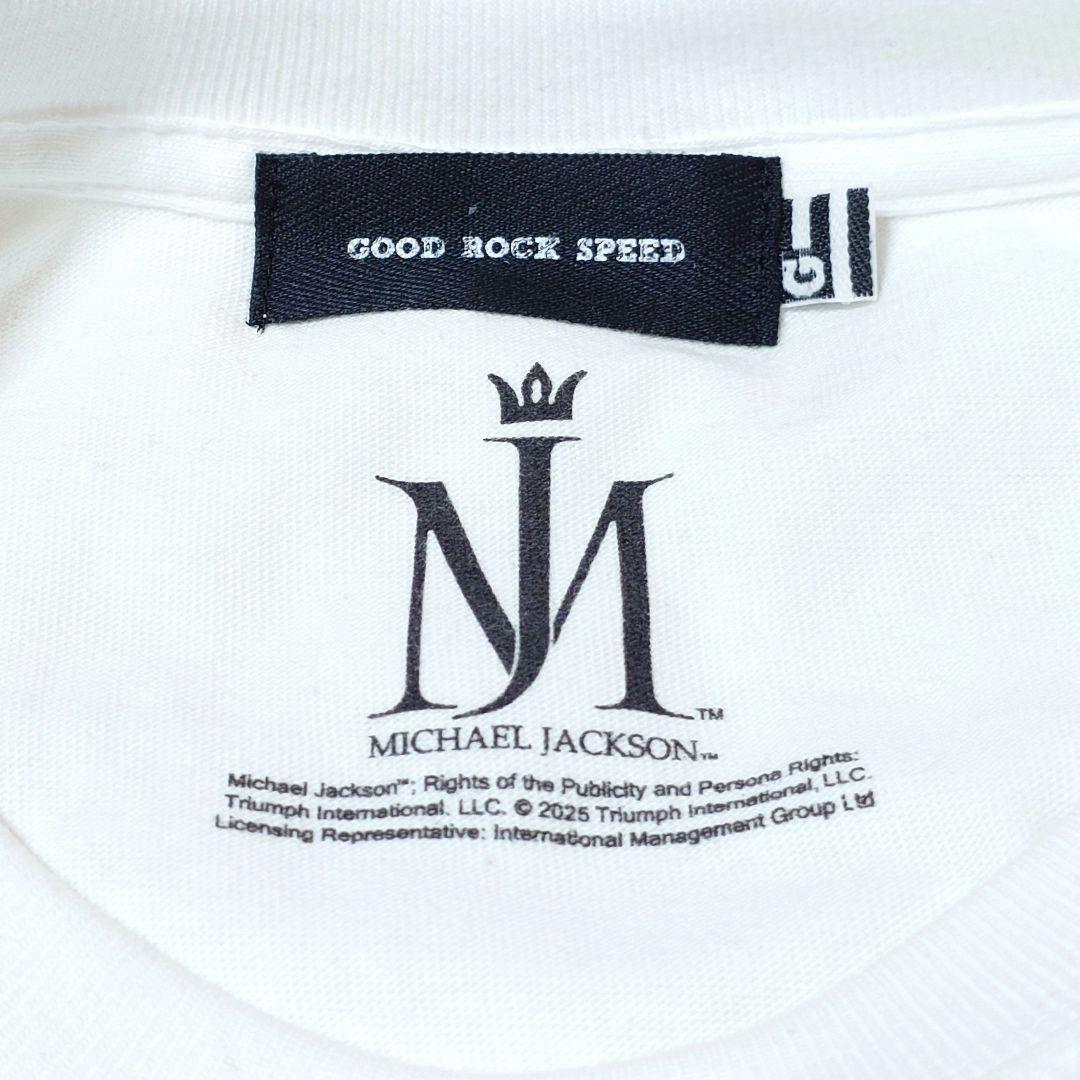 GOOD ROCK SPEED
G
MJ
TM
MICHAEL JACKSON™
Michael Jackson™; Rights of the Publicity and Persona Rights:
Triumph International, LLC. © 2025 Triumph International, LLC.
Licensing Representative: International Management Group Ltd